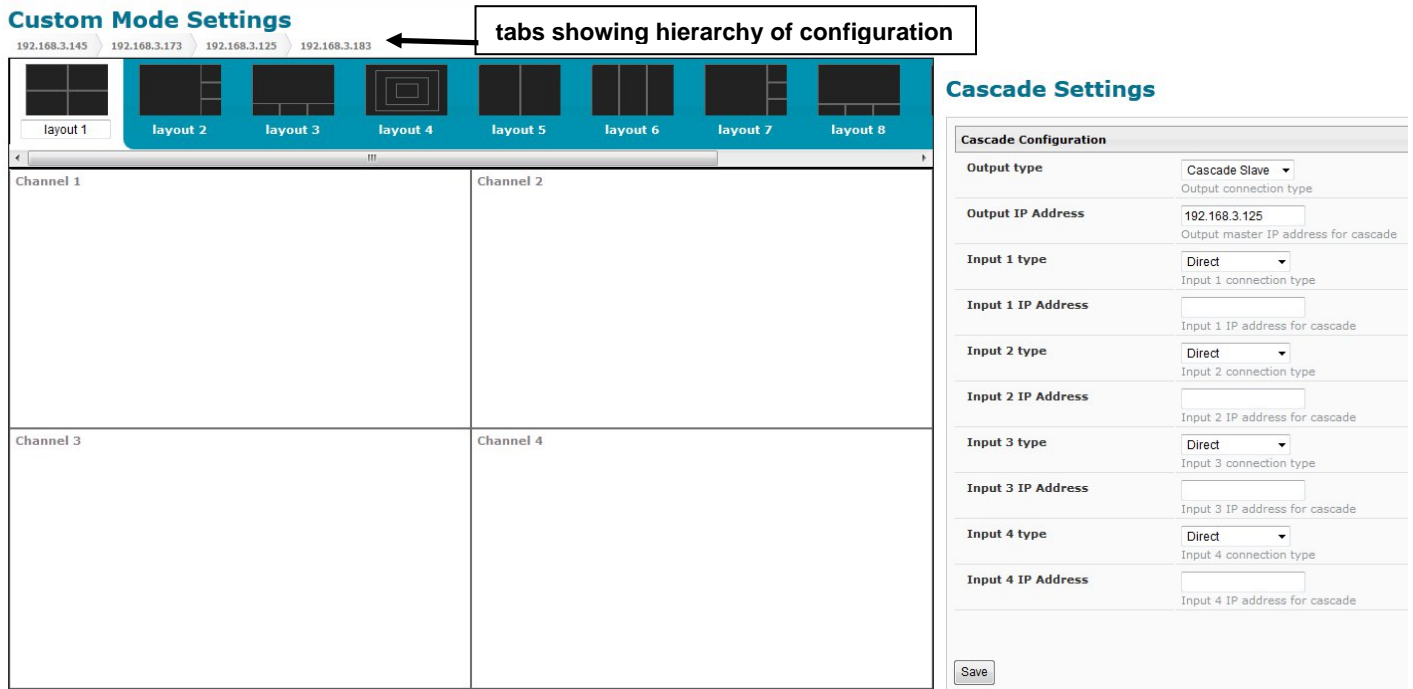 Custom Mode Settings
tabs showing hierarchy of configuration
192.168.3.145 192.168.3.173 192.168.3.125 192.168.3.183
layout 1 layout 2 layout 3 layout 4 layout 5 layout 6 layout 7 layout 8
Channel 1 Channel 2
Channel 3 Channel 4
Cascade Settings
Cascade Configuration
Output type Cascade Slave
Output connection type
Output IP Address 192.168.3.125
Output master IP address for cascade
Input 1 type Direct
Input 1 connection type
Input 1 IP Address
Input 1 IP address for cascade
Input 2 type Direct
Input 2 connection type
Input 2 IP Address
Input 2 IP address for cascade
Input 3 type Direct
Input 3 connection type
Input 3 IP Address
Input 3 IP address for cascade
Input 4 type Direct
Input 4 connection type
Input 4 IP Address
Input 4 IP address for cascade
Save